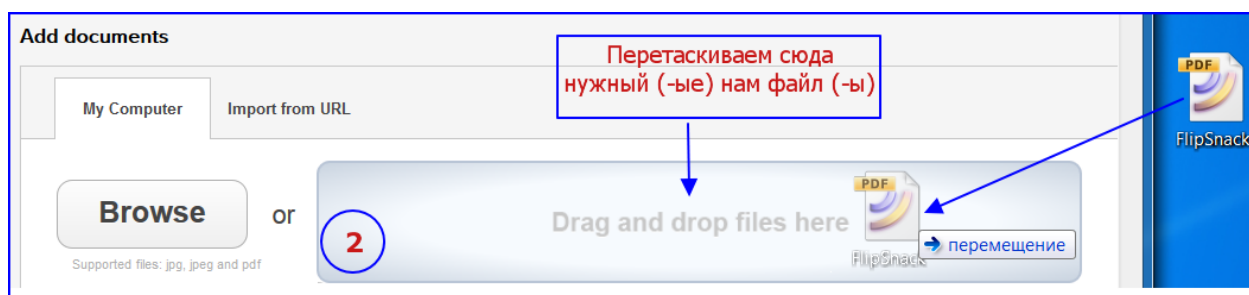 Add documents
Перетаскиваем сюда
нужный (-ые) нам файл (-ы)
PDF
FlipSnack
My Computer
Import from URL
Browse
or
2
Drag and drop files here
PDF
FlipSnack
перемещение
Supported files: jpg, jpeg and pdf